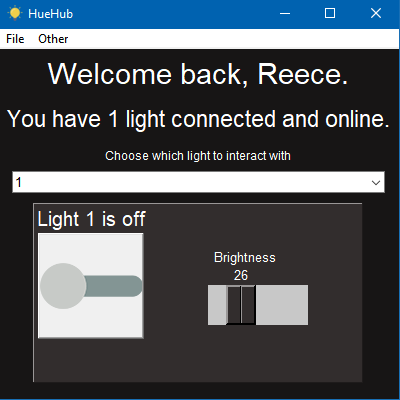 HueHub
File Other
Welcome back, Reece.
You have 1 light connected and online.
Choose which light to interact with
1
Light 1 is off
Brightness
26